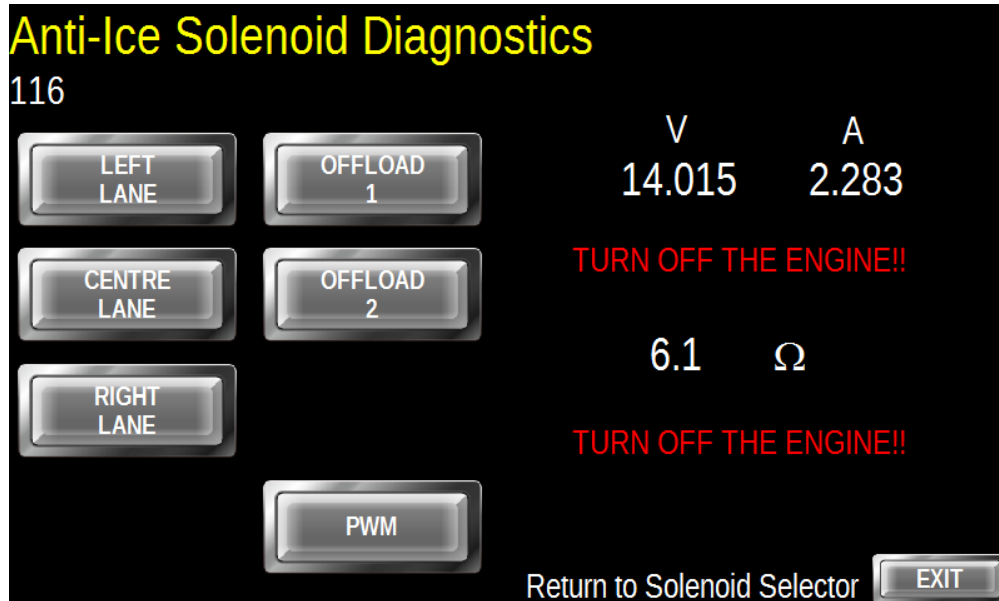 Anti-Ice Solenoid Diagnostics
116
LEFT
LANE
OFFLOAD
1
V A
14.015 2.283
TURN OFF THE ENGINE!!
CENTRE
LANE
OFFLOAD
2
6.1 Ω
RIGHT
LANE
TURN OFF THE ENGINE!!
PWM
Return to Solenoid Selector EXIT